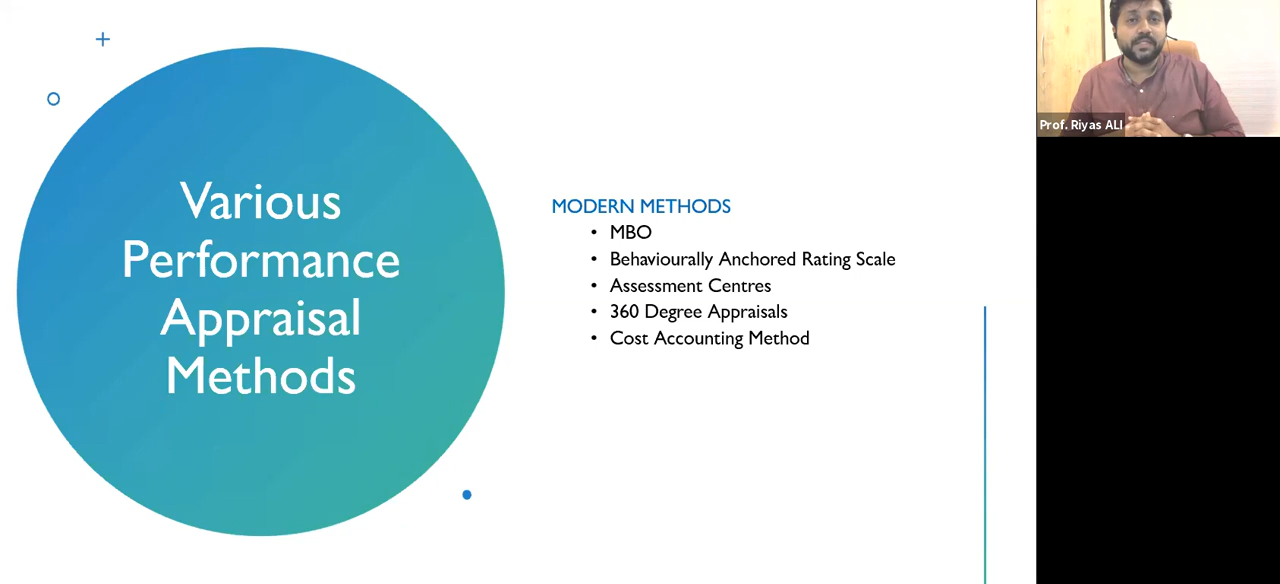 Various
Performance
Appraisal
Methods
MODERN METHODS
• MBO
• Behaviourally Anchored Rating Scale
• Assessment Centres
• 360 Degree Appraisals
• Cost Accounting Method
Prof. Riyas ALI